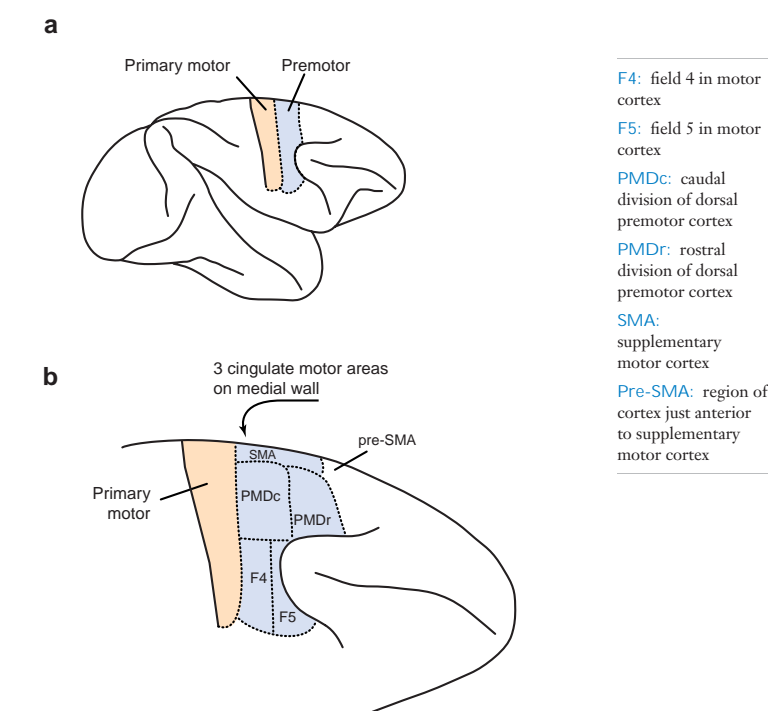 a
Primary motor
Premotor
b
3 cingulate motor areas
on medial wall
pre-SMA
SMA
Primary
motor
PMDc
PMDr
F4
F5
F4: field 4 in motor
cortex
F5: field 5 in motor
cortex
PMDc: caudal
division of dorsal
premotor cortex
PMDr: rostral
division of dorsal
premotor cortex
SMA:
supplementary
motor cortex
Pre-SMA: region of
cortex just anterior
to supplementary
motor cortex